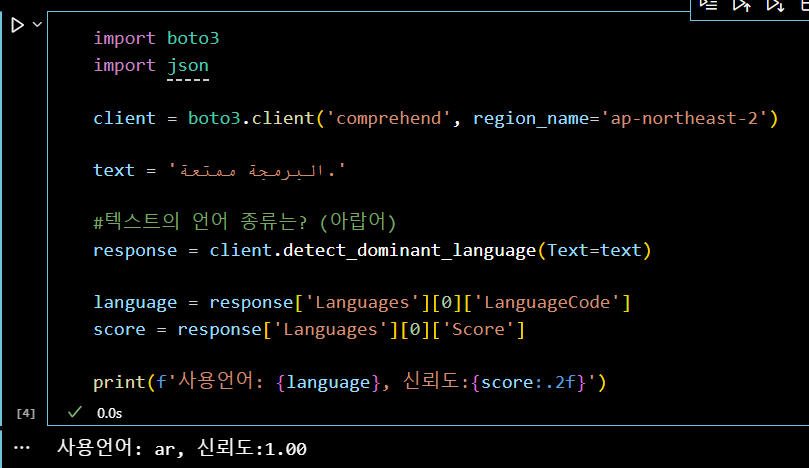 import boto3
import json
client = boto3.client('comprehend', region_name='ap-northeast-2')
text = 'البرمجة ممتعة.'
#텍스트의 언어 종류는? (아랍어)
response = client.detect_dominant_language(Text=text)
language = response['Languages'][0]['LanguageCode']
score = response['Languages'][0]['Score']
print(f'사용언어: {language}, 신뢰도:{score:.2f}')
[4] 0.0s
사용언어: ar, 신뢰도:1.00